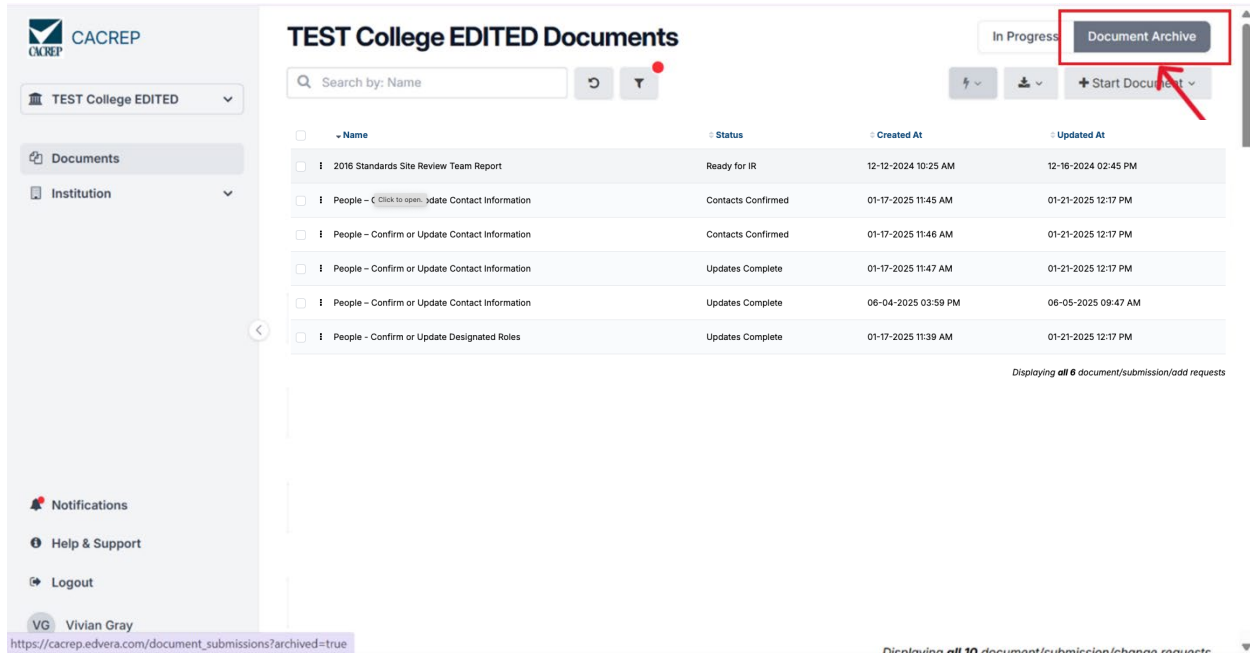 CACREP
CACREP
TEST College EDITED
Documents
Institution
Notifications
Help & Support
Logout
VG Vivian Gray
https://cacrep.edvera.com/document_submissions?archived=true
TEST College EDITED Documents
In Progress Document Archive
Search by: Name
+ Start Document
Name Status Created At Updated At
2016 Standards Site Review Team Report Ready for IR 12-12-2024 10:25 AM 12-16-2024 02:45 PM
People – C Click to open. pdate Contact Information Contacts Confirmed 01-17-2025 11:45 AM 01-21-2025 12:17 PM
People – Confirm or Update Contact Information Contacts Confirmed 01-17-2025 11:46 AM 01-21-2025 12:17 PM
People – Confirm or Update Contact Information Updates Complete 01-17-2025 11:47 AM 01-21-2025 12:17 PM
People – Confirm or Update Contact Information Updates Complete 06-04-2025 03:59 PM 06-05-2025 09:47 AM
People - Confirm or Update Designated Roles Updates Complete 01-17-2025 11:39 AM 01-21-2025 12:17 PM
Displaying all 6 document/submission/add requests
Displaying all 10 document/submission/change requests